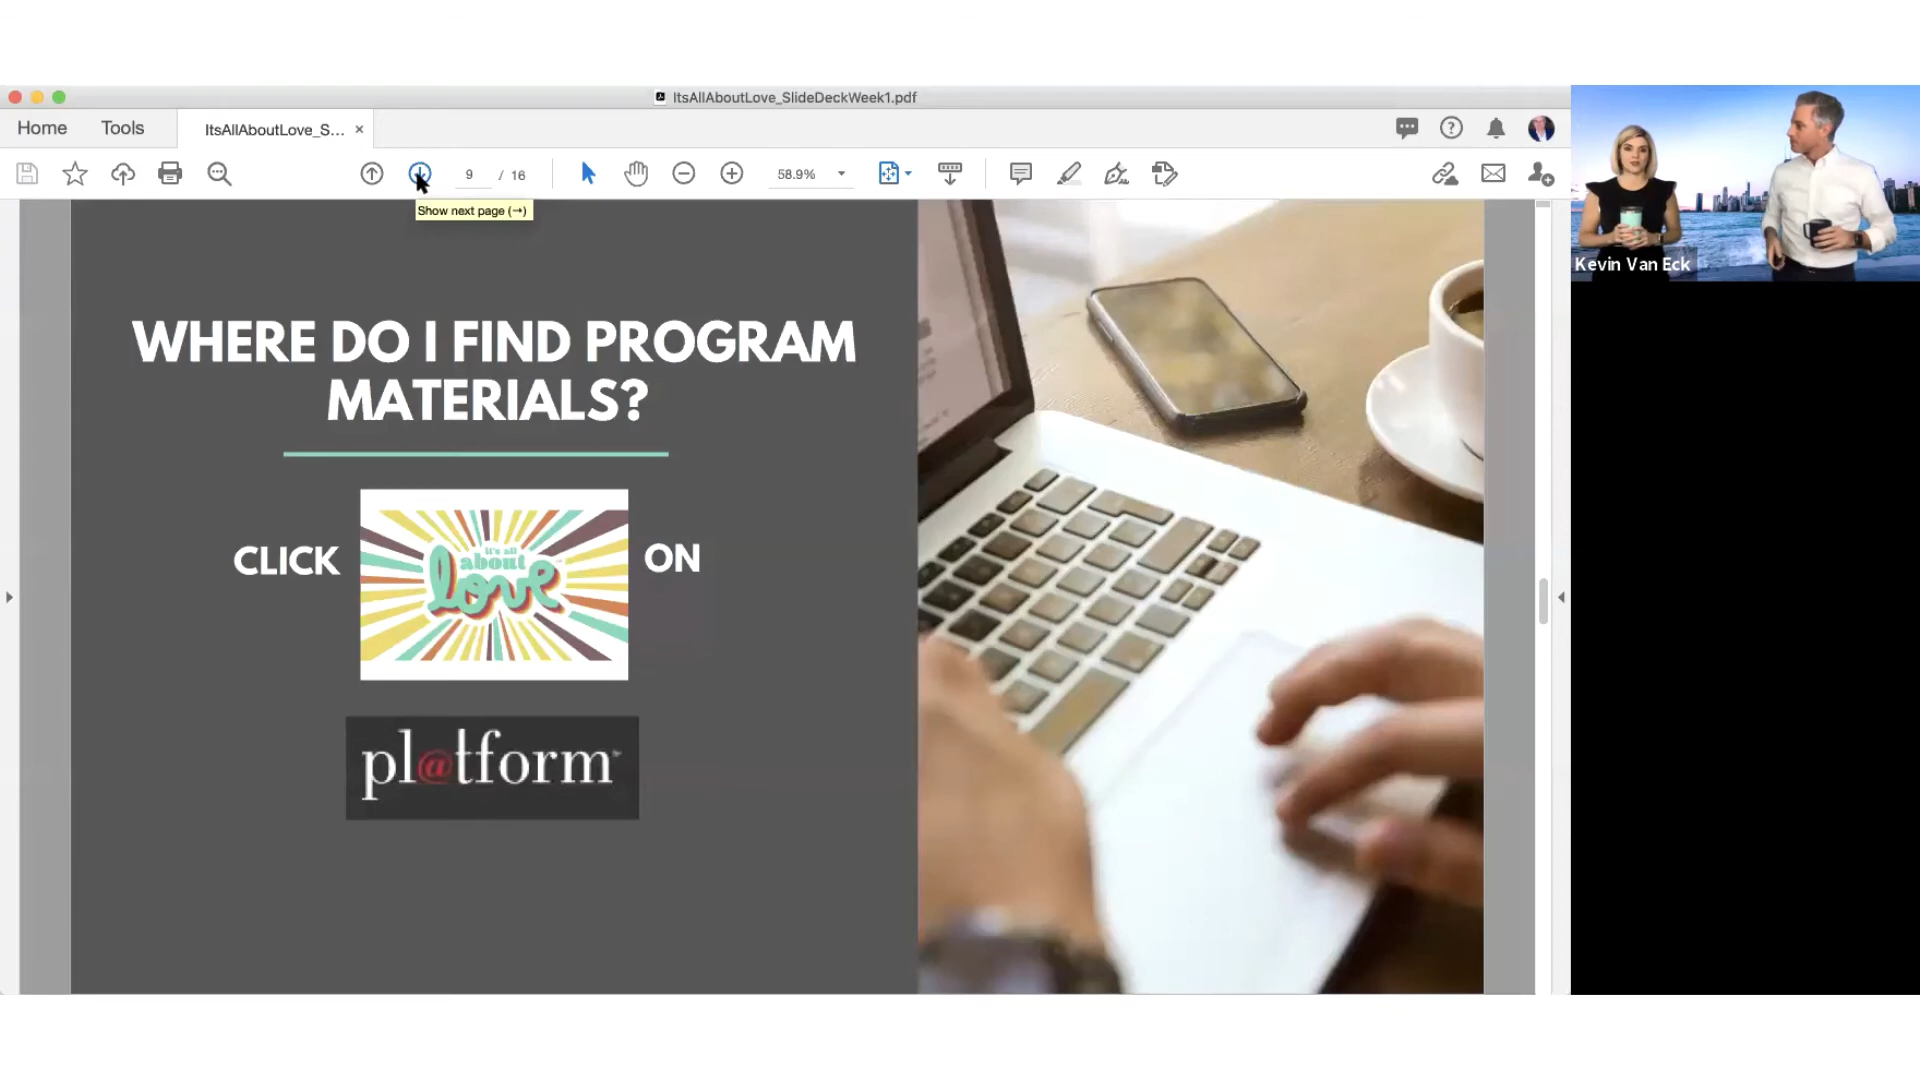 ItsAllAboutLove_SlideDeckWeek1.pdf
Home
Tools
ItsAllAboutLove_S...
9 / 16
58.9%
Show next page (→)
Kevin Van Eck
WHERE DO I FIND PROGRAM
MATERIALS?
CLICK
it's all
about
love
ON
pl@tform